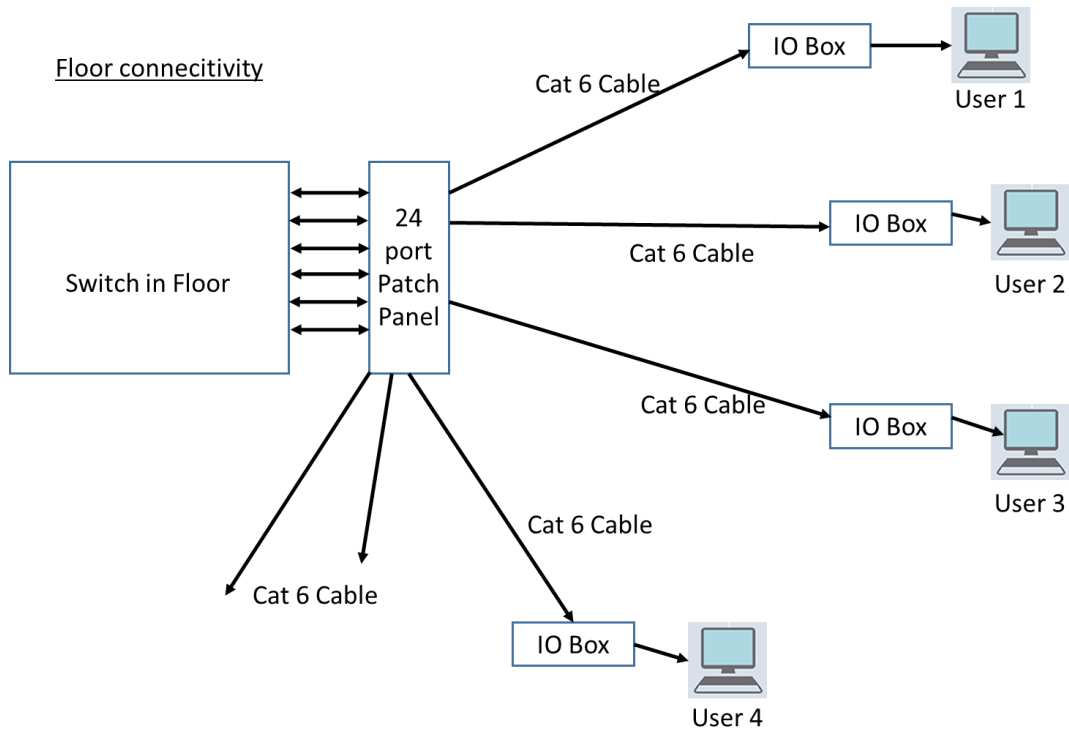 IO Box
Floor connecitivity
Cat 6 Cable
User 1
24
port
Patch
Panel
Switch in Floor
IO Box
Cat 6 Cable
User 2
Cat 6 Cable
IO Box
User 3
Cat 6 Cable
Cat 6 Cable
IO Box
User 4